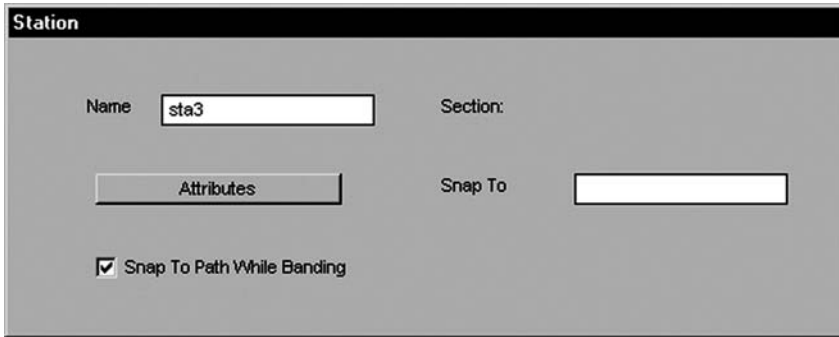 Station
Name sta3 Section:
Attributes Snap To
Snap To Path While Banding